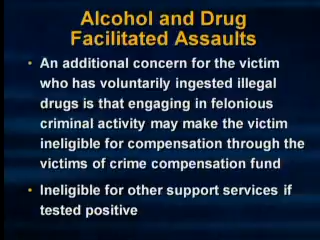 Alcohol and Drug
Facilitated Assaults
• An additional concern for the victim
who has voluntarily ingested illegal
drugs is that engaging in felonious
criminal activity may make the victim
ineligible for compensation through the
victims of crime compensation fund
• Ineligible for other support services if
tested positive